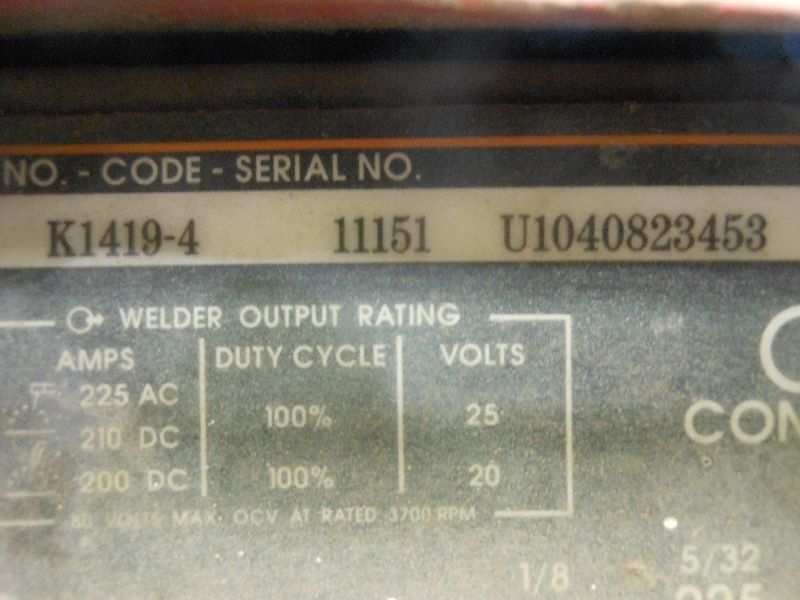 NO. - CODE - SERIAL NO.
K1419-4 11151 U1040823453
WELDER OUTPUT RATING
AMPS DUTY CYCLE VOLTS
225 AC
100% 25
210 DC
200 DC 100% 20
80 VOLTS MAX. OCV AT RATED 3700 RPM
CON
1/8 5/32
225